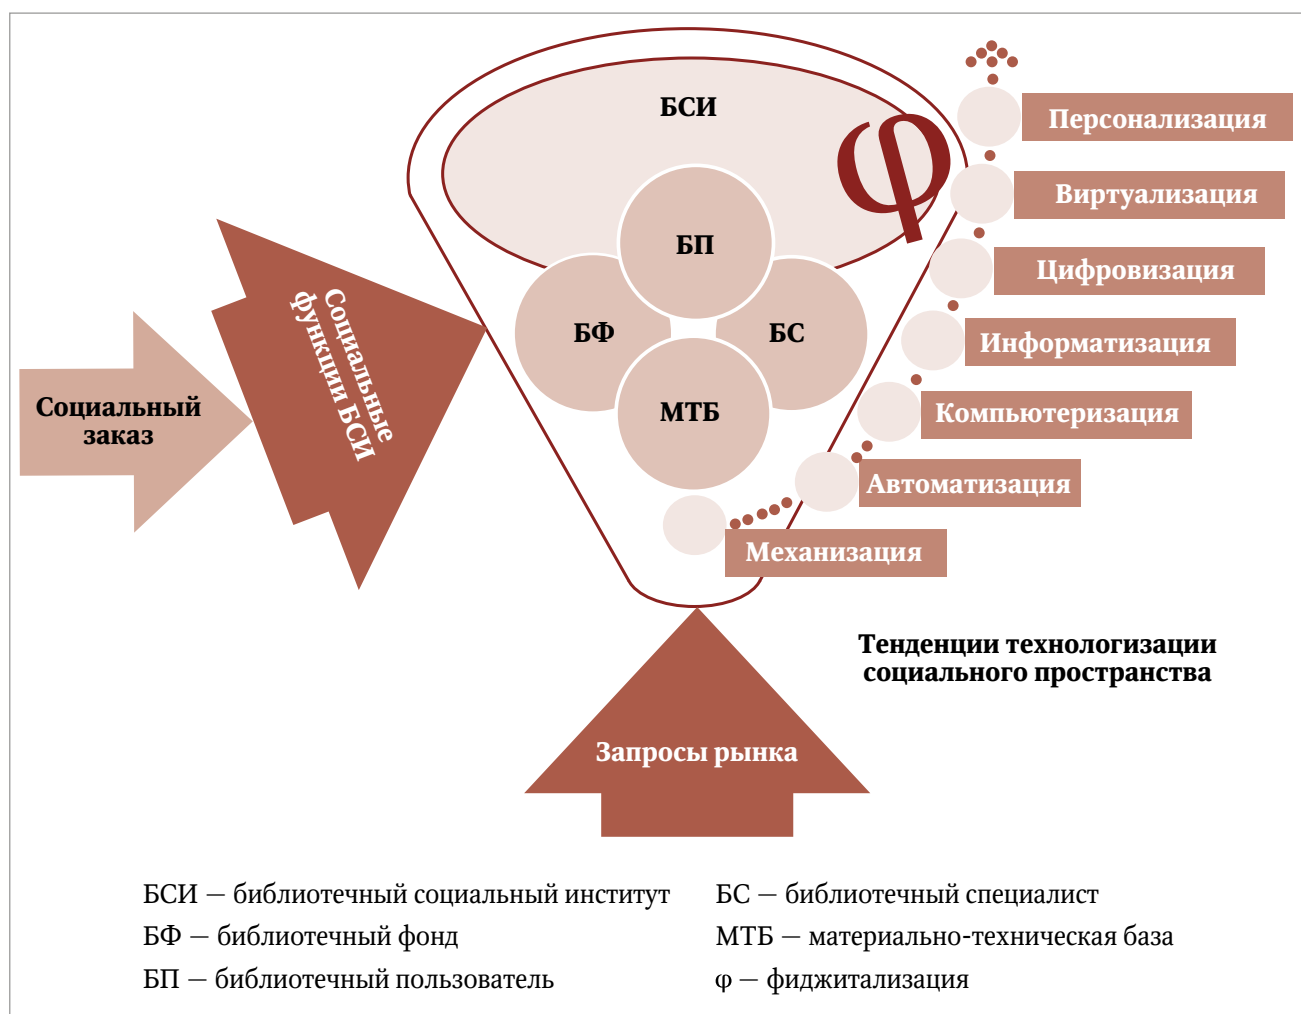 БСИ
φ
Персонализация
Виртуализация
Цифровизация
Информатизация
Компьютеризация
Автоматизация
Механизация
БП
БФ
БС
МТБ
Социальные
функции БСИ
Социальный
заказ
Тенденции технологизации
социального пространства
Запросы рынка
БСИ — библиотечный социальный институт
БФ — библиотечный фонд
БП — библиотечный пользователь
БС — библиотечный специалист
МТБ — материально-техническая база
φ — фиджитализация